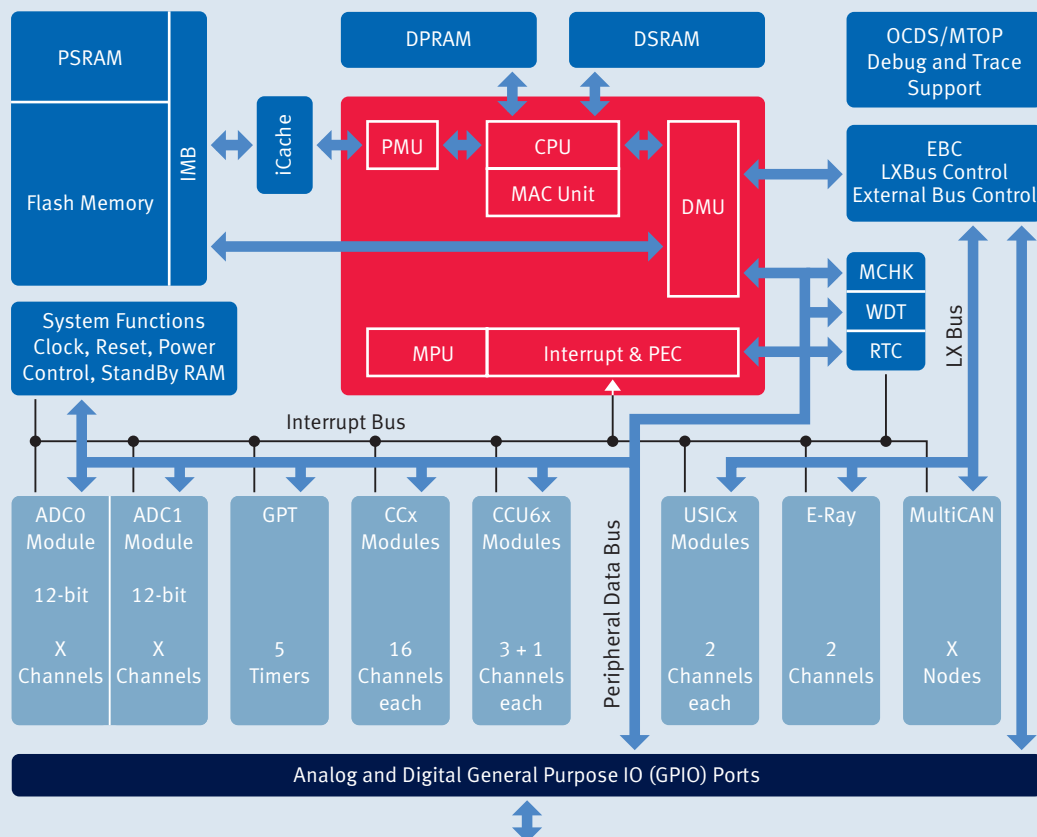 PSRAM
Flash Memory
IMB
iCache
DPRAM
DSRAM
OCDS/MTOP
Debug and Trace
Support
PMU
CPU
MAC Unit
DMU
EBC
LXBus Control
External Bus Control
MCHK
WDT
RTC
LX Bus
System Functions
Clock, Reset, Power
Control, StandBy RAM
MPU
Interrupt & PEC
Interrupt Bus
Peripheral Data Bus
ADC0
Module
12-bit
X
Channels
ADC1
Module
12-bit
X
Channels
GPT
5
Timers
CCx
Modules
16
Channels
each
CCU6x
Modules
3 + 1
Channels
each
USICx
Modules
2
Channels
each
E-Ray
2
Channels
MultiCAN
X
Nodes
Analog and Digital General Purpose IO (GPIO) Ports